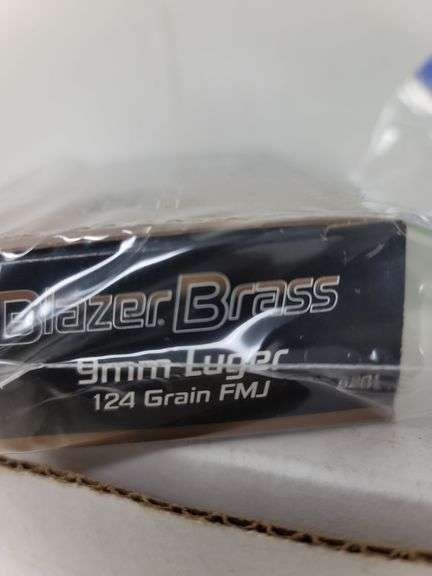 Blazer® Brass
9mm Luger
124 Grain FMJ